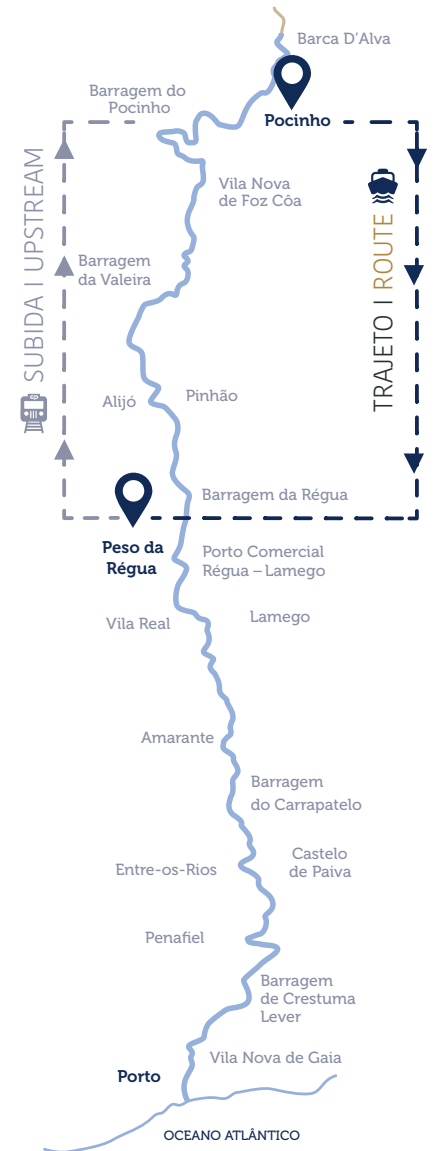 Barca D'Alva
Barragem do
Pocinho
Pocinho
SUBIDA I UPSTREAM
Vila Nova
de Foz Côa
TRAJETO I ROUTE
Barragem
da Valeira
Alijó
Pinhão
Barragem da Régua
Peso da
Régua
Porto Comercial
Régua – Lamego
Vila Real
Lamego
Amarante
Barragem
do Carrapatelo
Castelo
de Paiva
Entre-os-Rios
Penafiel
Barragem
de Crestuma
Lever
Vila Nova de Gaia
Porto
OCEANO ATLÂNTICO